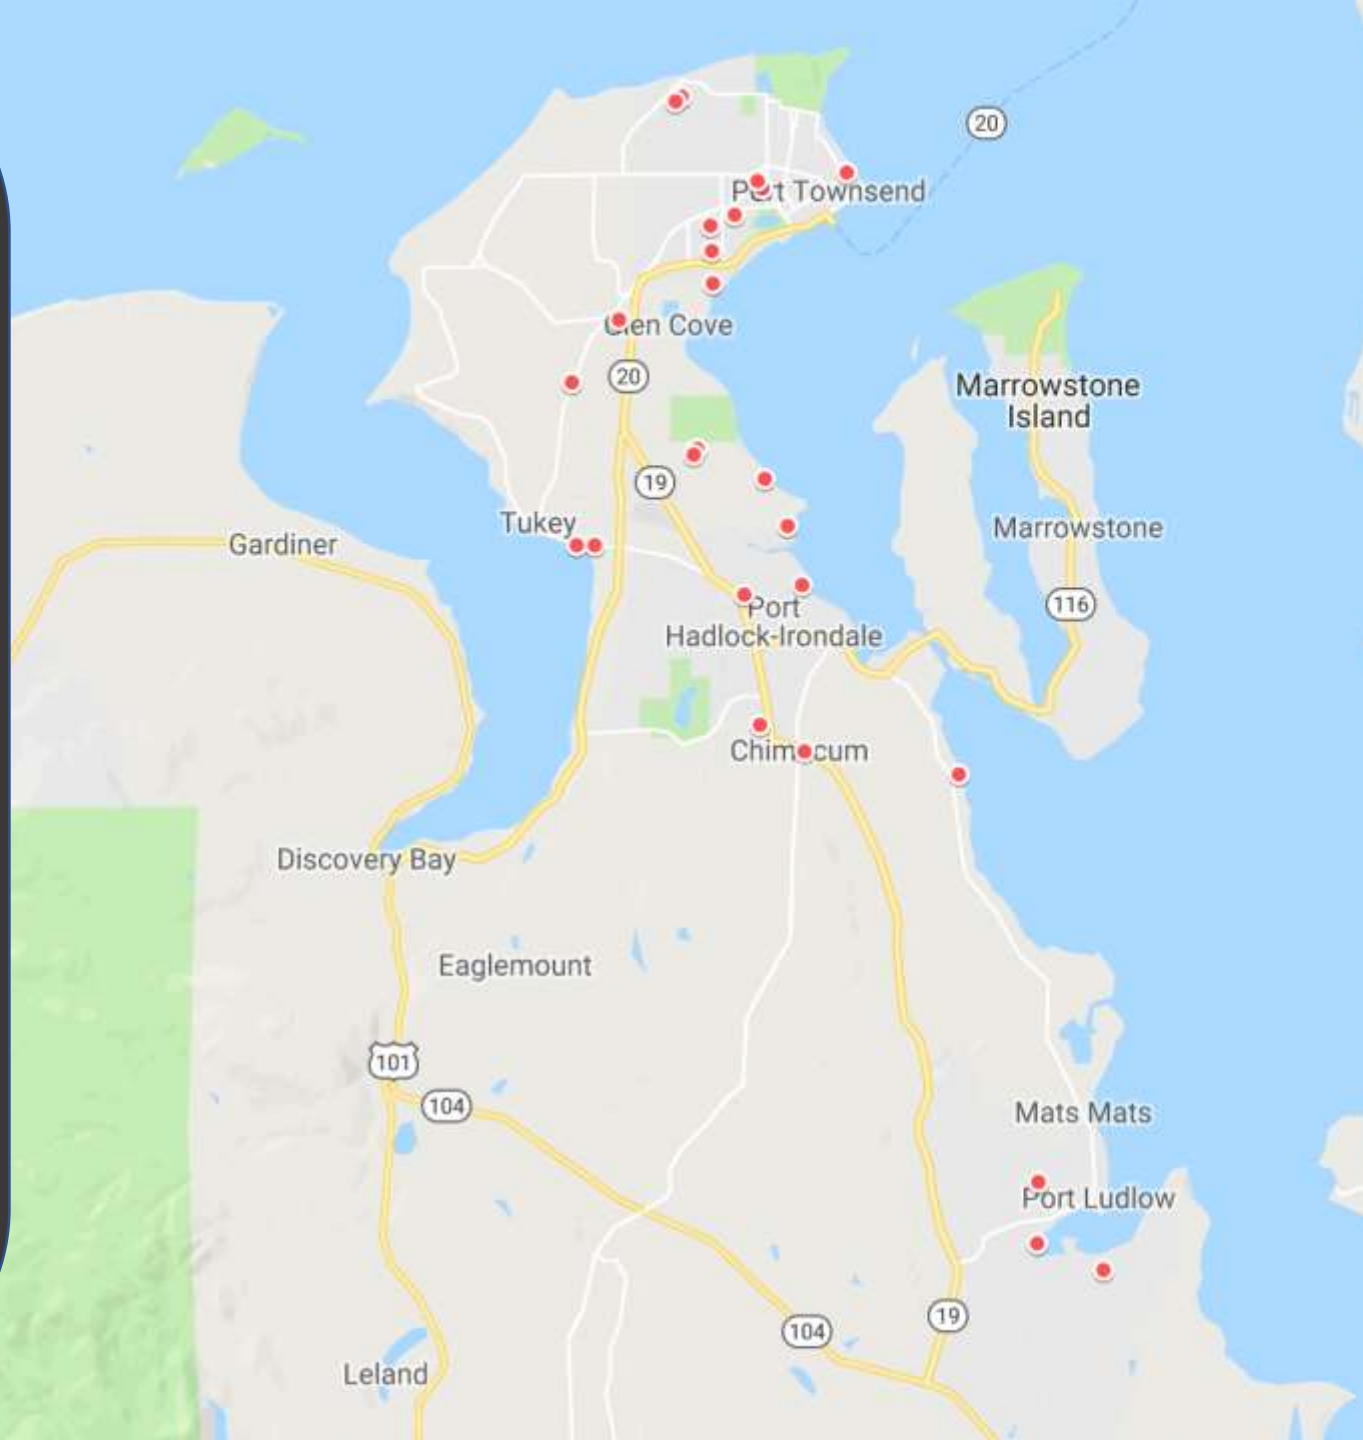 20
Port Townsend
Glen Cove
20
Marrowstone
Island
19
Tukey
Marrowstone
Gardiner
116
Port
Hadlock-Irondale
Chimacum
Discovery Bay
Eaglemount
101
104
Mats Mats
Port Ludlow
19
104
Leland